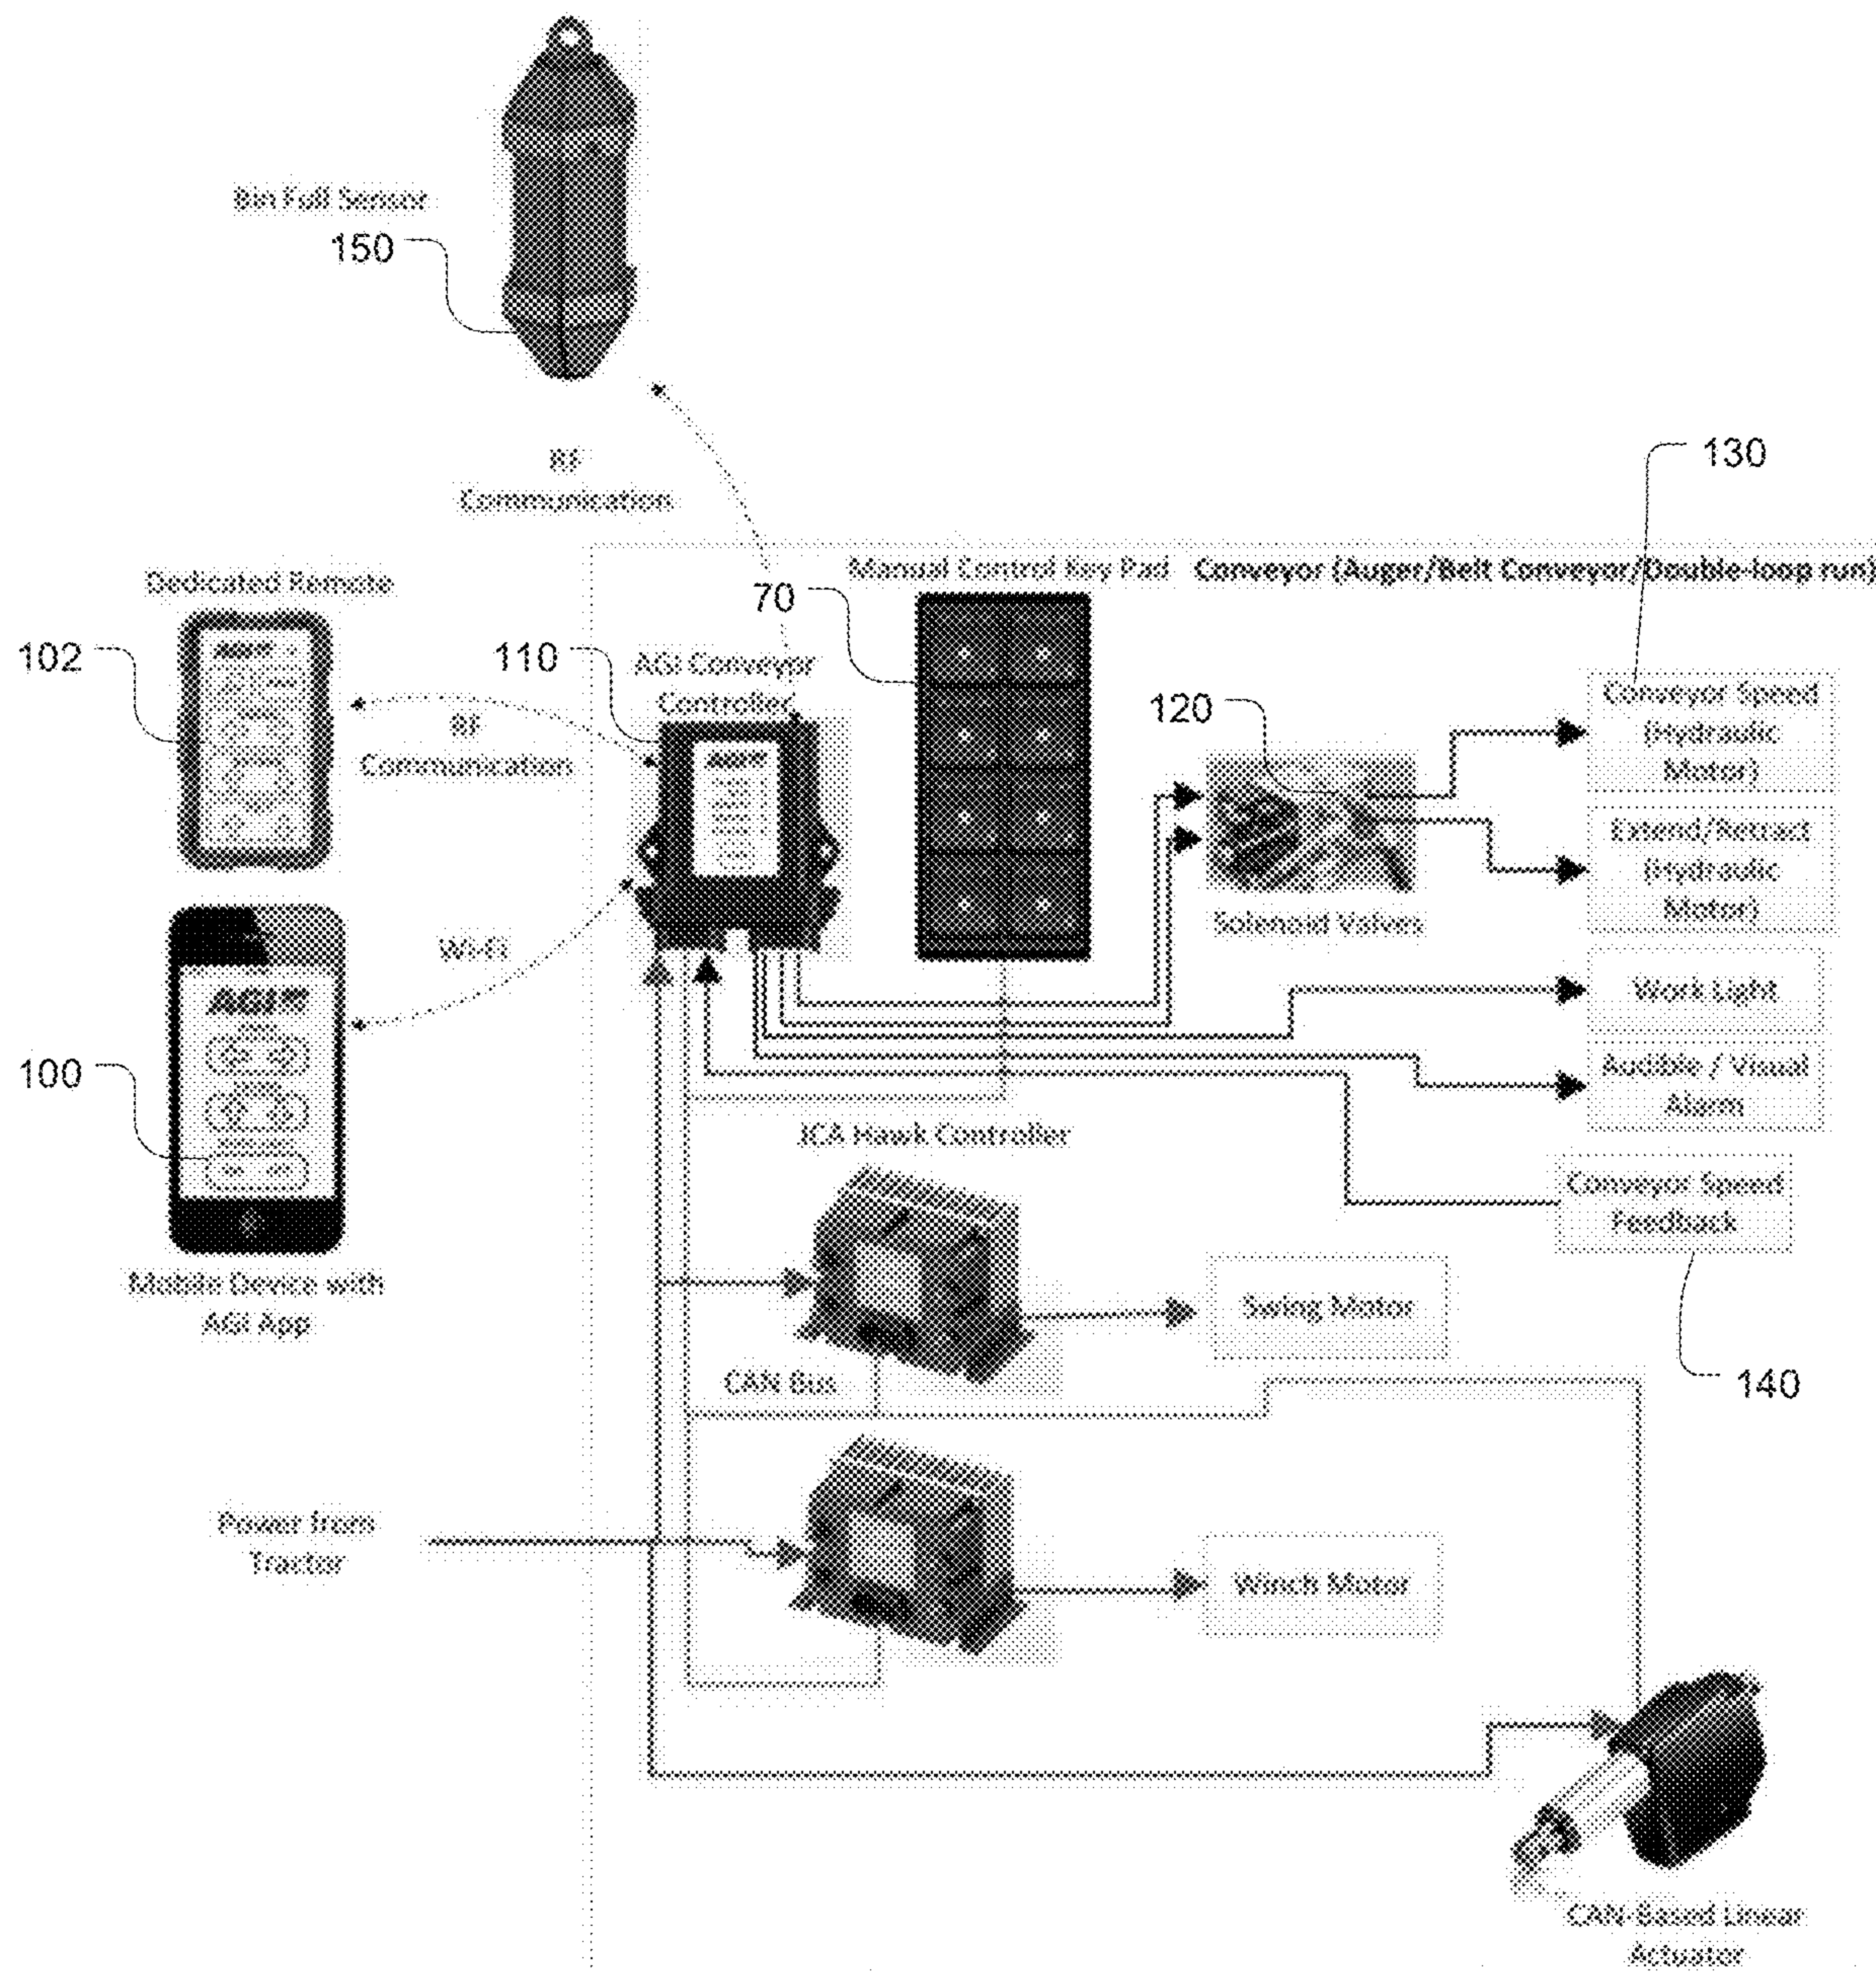 Bin Full Sensor
150
RF
Communication
130
Dedicated Remote
Manual Control Key Pad
Conveyor (Auger/Belt Conveyor/Double-loop run)
70
102
110
AGI Conveyor
Controller
RF
Communication
120
Conveyor Speed
(Hydraulic
Motor)
Extend/Retract
(Hydraulic
Motor)
Solenoid Valves
AGI
AGI
Wi-Fi
Work Light
AGI
100
Audible / Visual
Alarm
JCA Hawk Controller
Conveyor Speed
Feedback
Mobile Device with
AGI App
Swing Motor
CAN Bus
140
Power from
Tractor
Winch Motor
CAN-Based Linear
Actuator